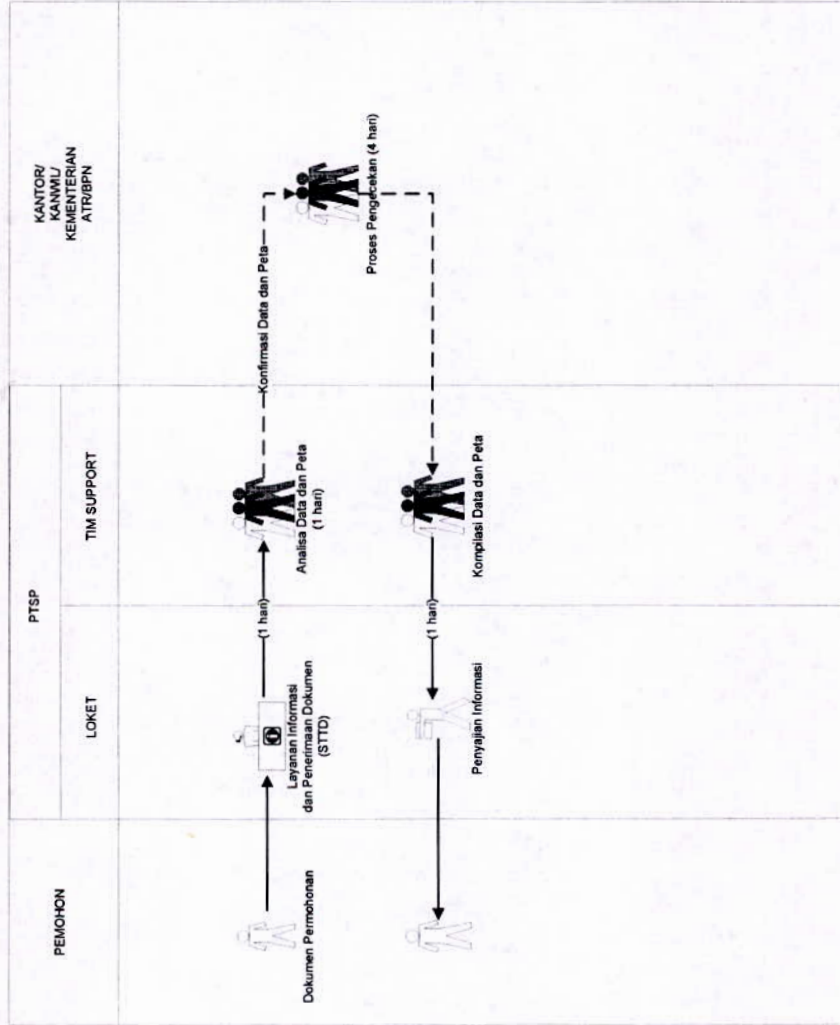 PEMOHON
PTSP
LOKET
TIM SUPPORT
KANTOR/
KANWIL/
KEMENTERIAN
ATR/BPN
Dokumen Permohonan
Layanan Informasi
dan Penerimaan Dokumen
(STTD)
(1 hari)
Analisa Data dan Peta
(1 hari)
Konfirmasi Data dan Peta
Proses Pengecekan (4 hari)
Kompilasi Data dan Peta
(1 hari)
Penyajian Informasi